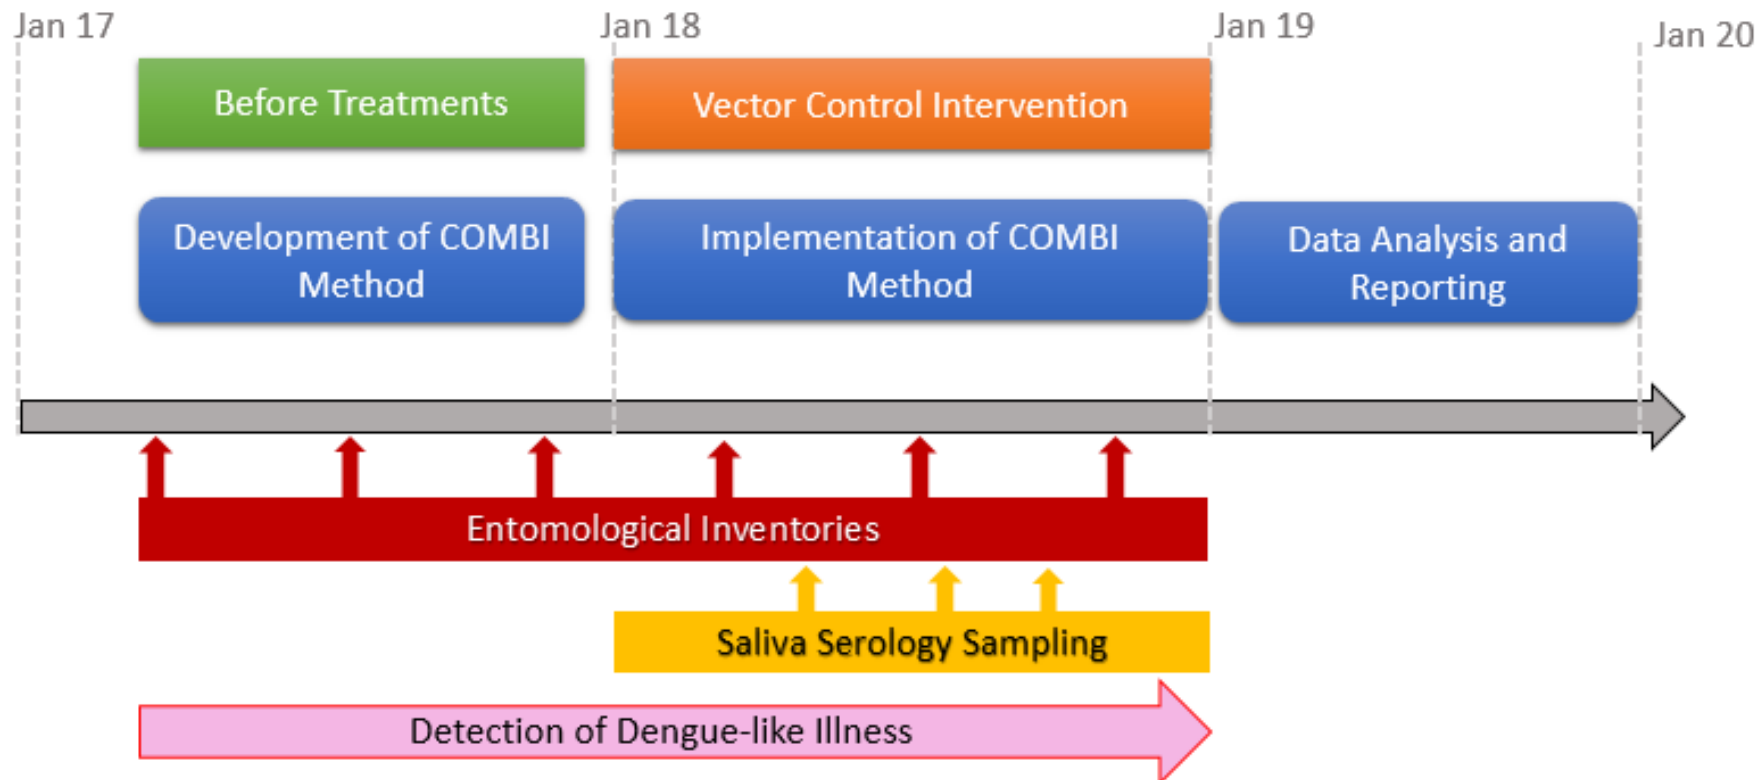 Jan 17
Jan 18
Jan 19
Jan 20
Before Treatments
Vector Control Intervention
Development of COMBI
Method
Implementation of COMBI
Method
Data Analysis and
Reporting
Entomological Inventories
Saliva Serology Sampling
Detection of Dengue-like Illness